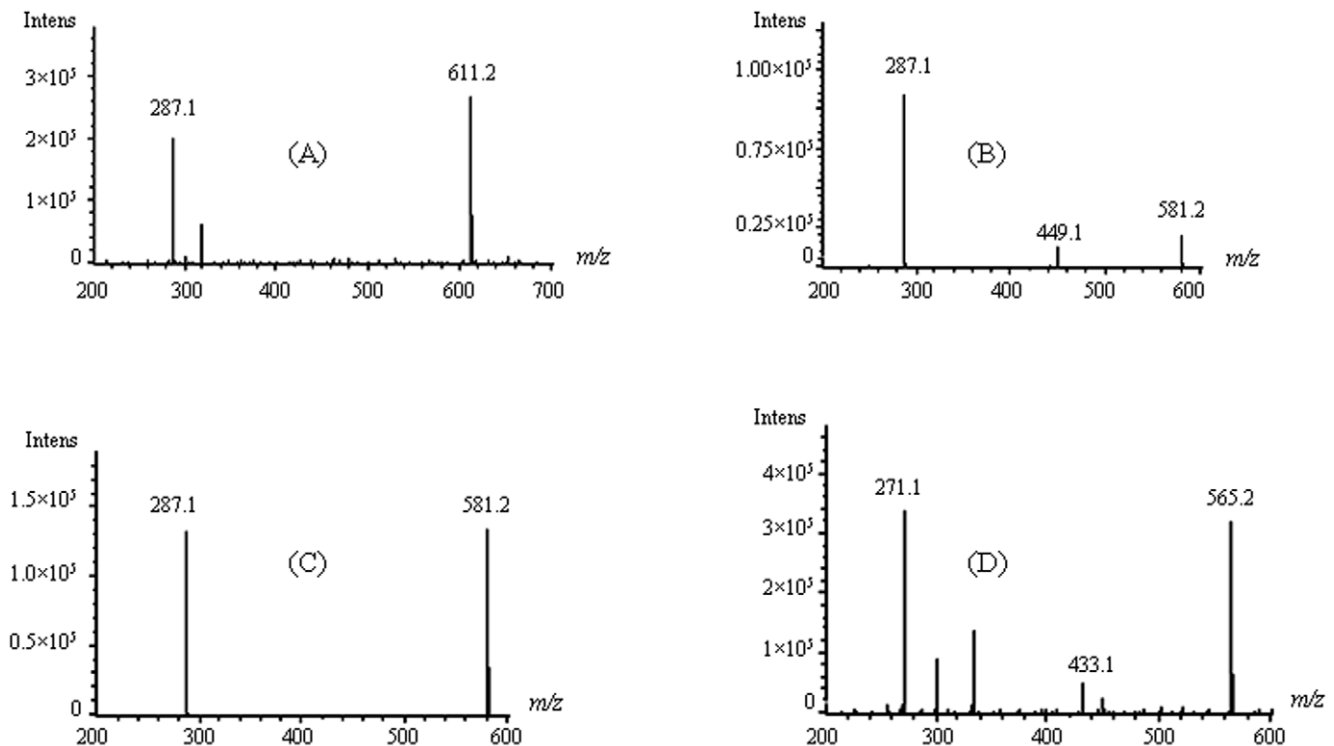 Intens
3×10⁵
2×10⁵
1×10⁵
0
287.1
611.2
(A)
m/z
200 300 400 500 600 700
Intens
1.00×10⁵
0.75×10⁵
0.25×10⁵
0
287.1
449.1
581.2
(B)
m/z
200 300 400 500 600
Intens
1.5×10⁵
1.0×10⁵
0.5×10⁵
0
287.1
581.2
(C)
m/z
200 300 400 500 600
Intens
4×10⁵
3×10⁵
2×10⁵
1×10⁵
0
271.1
433.1
565.2
(D)
m/z
200 300 400 500 600